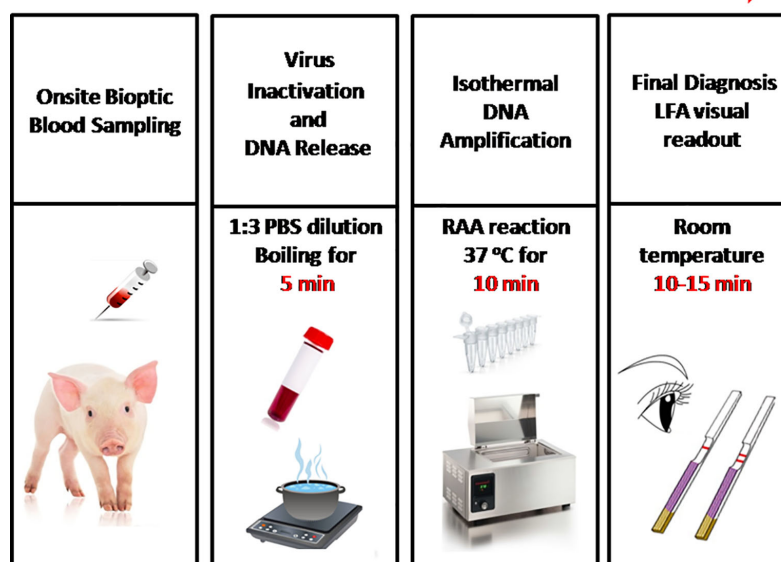 Onsite Bioptic
Blood Sampling
Virus
Inactivation
and
DNA Release
Isothermal
DNA
Amplification
Final Diagnosis
LFA visual
readout
1:3 PBS dilution
Boiling for
5 min
RAA reaction
37 ºC for
10 min
Room
temperature
10-15 min